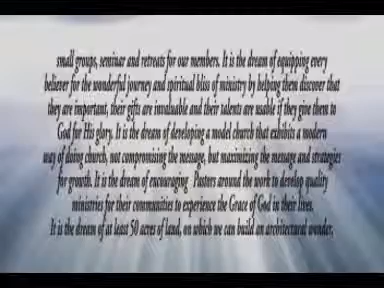 small groups, seminar and retreats for our members. It is the dream of equipping every
believer for the wonderful journey and spiritual bliss of ministry by helping them discover that
they are important, their gifts are invaluable and their talents are usable if they give them to
God for His glory. It is the dream of developing a model church that exhibits a modern
way of doing church, not compromising the message, but maximizing the message and strategies
for growth. It is the dream of encouraging Pastors around the work to develop quality
ministries for their communities to experience the Grace of God in their lives.
It is the dream of at least 50 acres of land, on which we can build an architectural wonder,